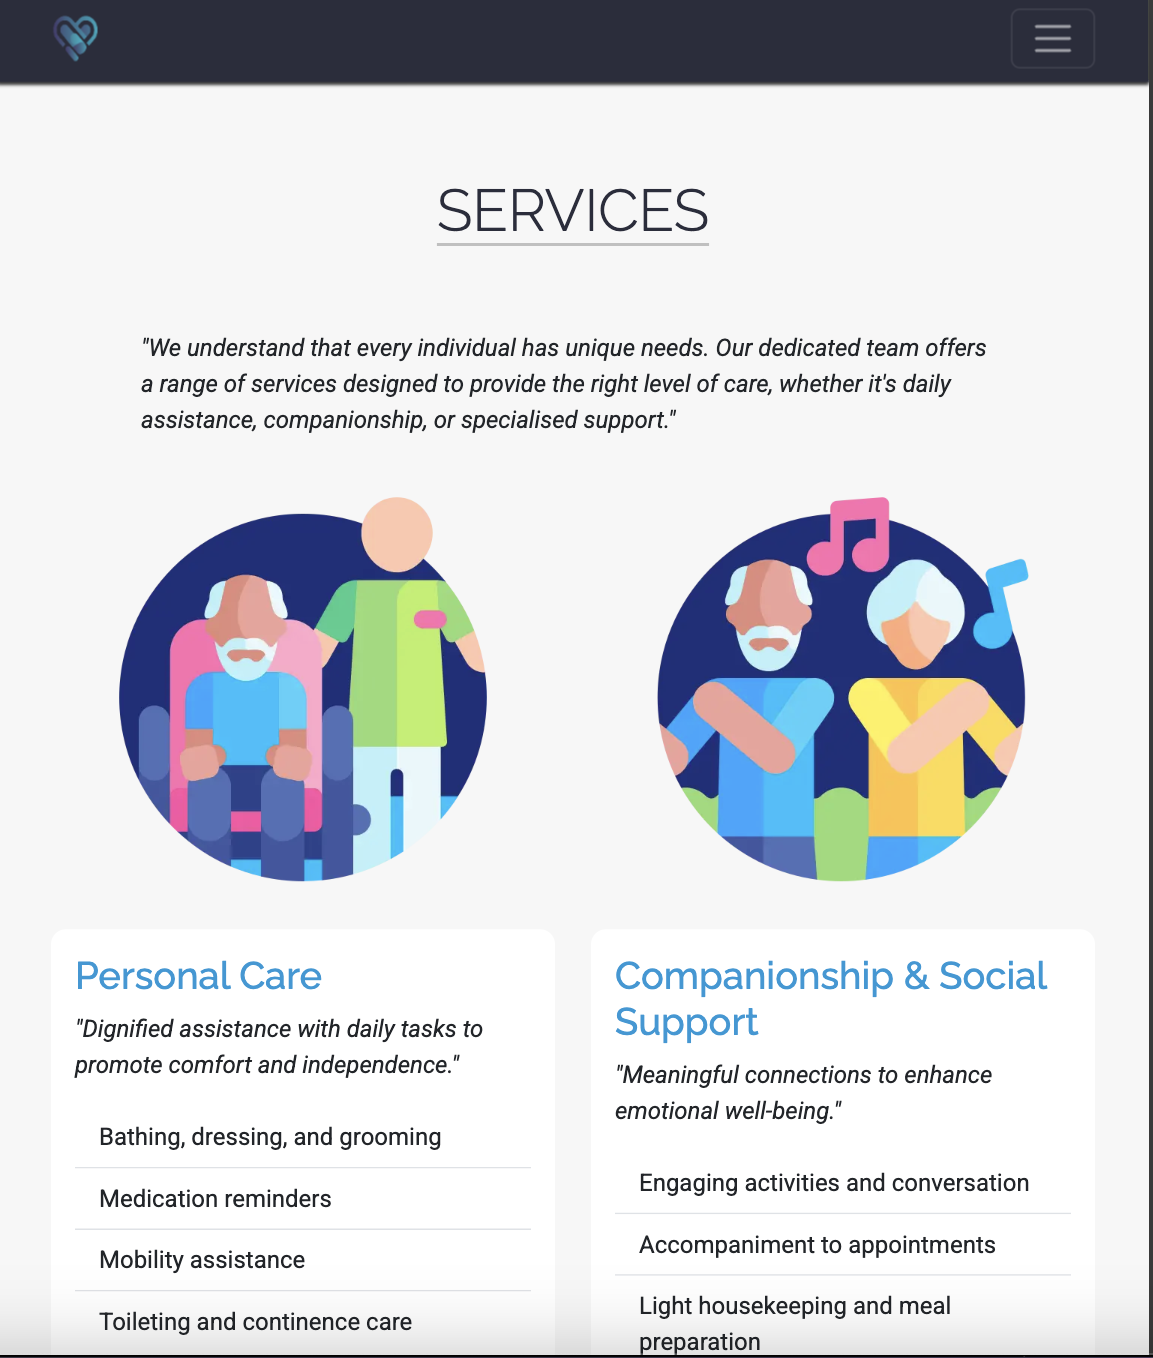 SERVICES
"We understand that every individual has unique needs. Our dedicated team offers
a range of services designed to provide the right level of care, whether it's daily
assistance, companionship, or specialised support."
Personal Care
"Dignified assistance with daily tasks to
promote comfort and independence."
Bathing, dressing, and grooming
Medication reminders
Mobility assistance
Toileting and continence care
Companionship & Social
Support
"Meaningful connections to enhance
emotional well-being."
Engaging activities and conversation
Accompaniment to appointments
Light housekeeping and meal
preparation